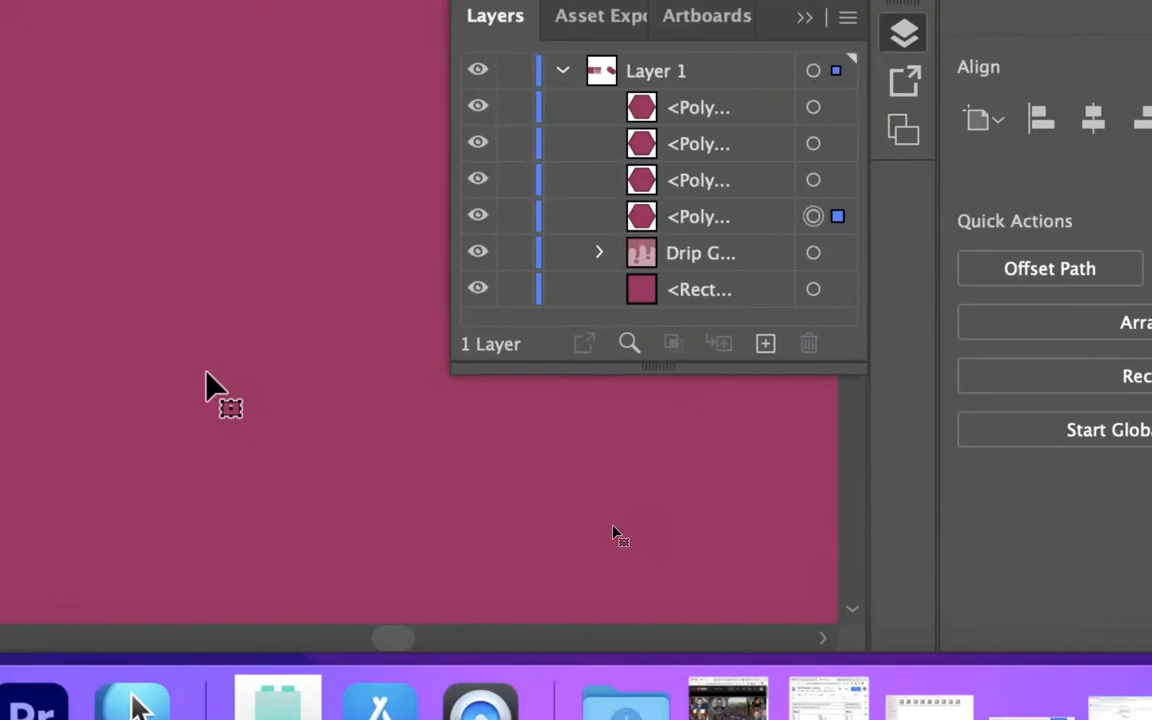 Layers
Asset Expo
Artboards
Layer 1
<Poly...
<Poly...
<Poly...
<Poly...
Drip G...
<Rect...
1 Layer
Align
Quick Actions
Offset Path
Arra
Rec
Start Globa
Pr